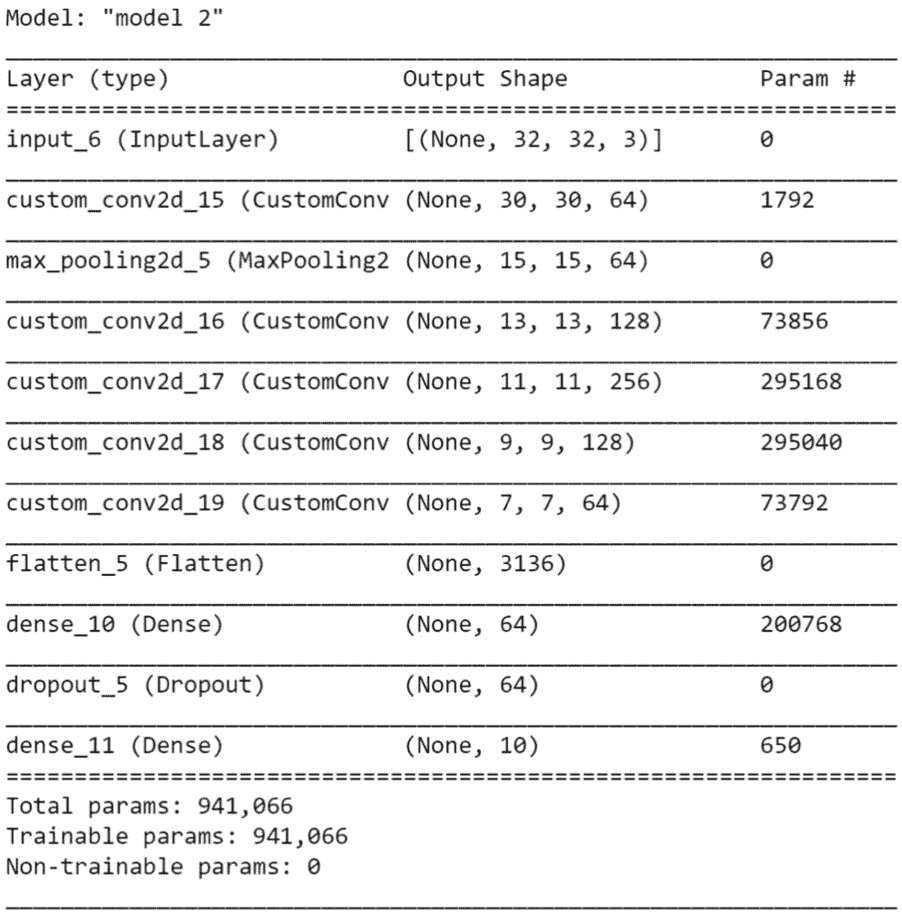 Model: "model 2"
Layer (type) Output Shape Param #
input_6 (InputLayer) [(None, 32, 32, 3)] 0
custom_conv2d_15 (CustomConv (None, 30, 30, 64) 1792
max_pooling2d_5 (MaxPooling2 (None, 15, 15, 64) 0
custom_conv2d_16 (CustomConv (None, 13, 13, 128) 73856
custom_conv2d_17 (CustomConv (None, 11, 11, 256) 295168
custom_conv2d_18 (CustomConv (None, 9, 9, 128) 295040
custom_conv2d_19 (CustomConv (None, 7, 7, 64) 73792
flatten_5 (Flatten) (None, 3136) 0
dense_10 (Dense) (None, 64) 200768
dropout_5 (Dropout) (None, 64) 0
dense_11 (Dense) (None, 10) 650
Total params: 941,066
Trainable params: 941,066
Non-trainable params: 0